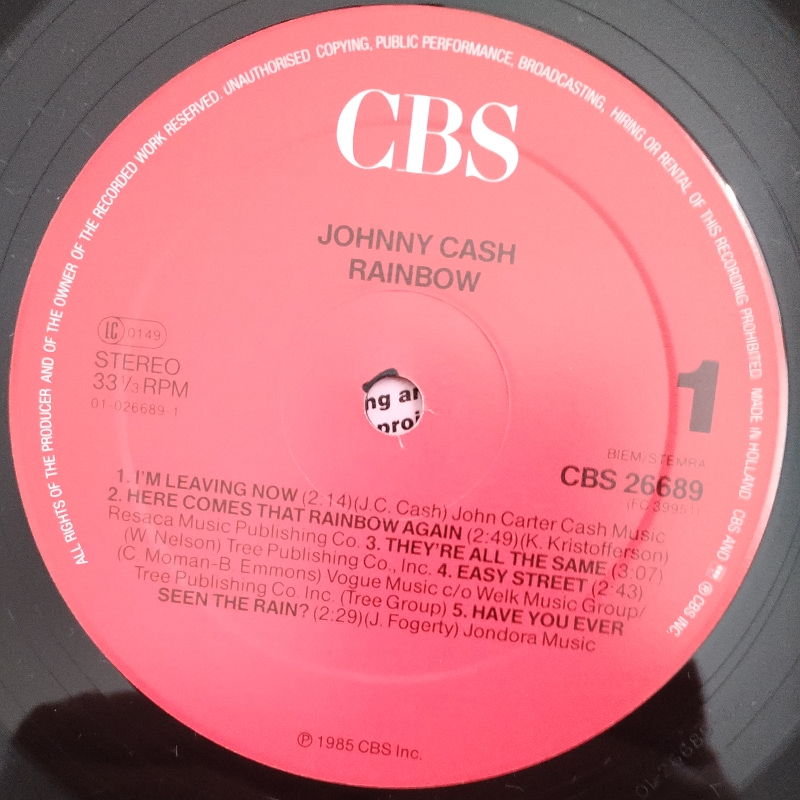 ALL RIGHTS OF THE PRODUCER AND OF THE OWNER OF THE RECORDED WORK RESERVED. UNAUTHORISED COPYING, PUBLIC PERFORMANCE, BROADCASTING, HIRING OR RENTAL OF THIS RECORDING PROHIBITED. MADE IN HOLLAND. CBS AND ℗ CBS INC.
CBS
JOHNNY CASH
RAINBOW
LC 0149
STEREO
33 1/3 RPM
01-026689-1
ng ar
proj
1
BIEM/STEMRA
CBS 26689
1. I'M LEAVING NOW (2:14)(J.C. Cash) John Carter Cash Music
2. HERE COMES THAT RAINBOW AGAIN (2:49)(K. Kristofferson)
Resaca Music Publishing Co. 3. THEY'RE ALL THE SAME (3:07)
(W. Nelson) Tree Publishing Co., Inc. 4. EASY STREET (2:43)
(C. Moman-B. Emmons) Vogue Music c/o Welk Music Group/
Tree Publishing Co. Inc. (Tree Group) 5. HAVE YOU EVER
SEEN THE RAIN? (2:29)(J. Fogerty) Jondora Music
℗ 1985 CBS Inc.